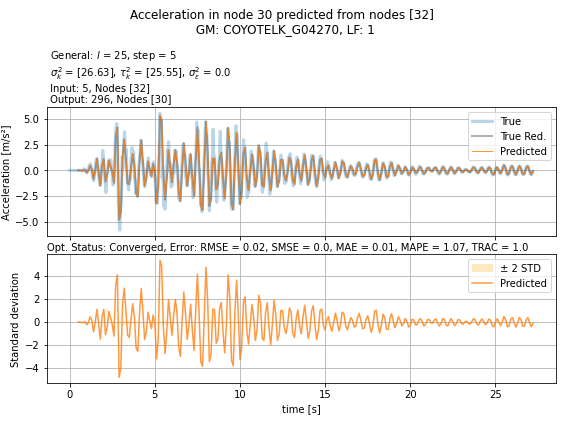 Acceleration in node 30 predicted from nodes [32]
GM: COYOTELK_G04270, LF: 1
General: l = 25, step = 5
σ²ₖ = [26.63], τ²ₖ = [25.55], σ²ₑ = 0.0
Input: 5, Nodes [32]
Output: 296, Nodes [30]
Acceleration [m/s²]
5.0
2.5
0.0
−2.5
−5.0
True
True Red.
Predicted
Opt. Status: Converged, Error: RMSE = 0.02, SMSE = 0.0, MAE = 0.01, MAPE = 1.07, TRAC = 1.0
Standard deviation
4
2
0
−2
−4
± 2 STD
Predicted
0 5 10 15 20 25
time [s]